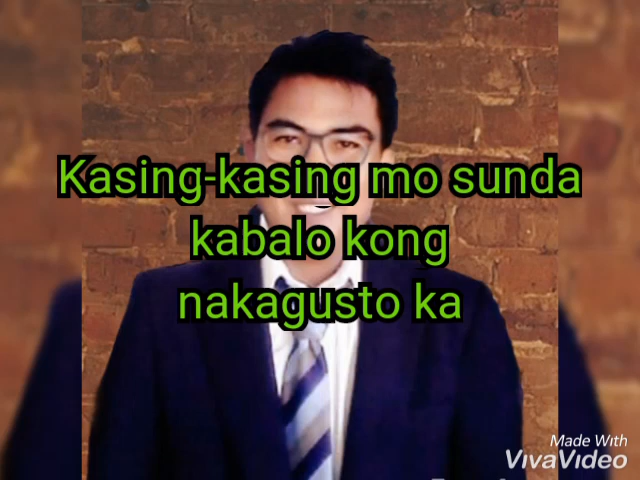 Kasing-kasing mo sunda
kabalo kong
nakagusto ka
Made With
VivaVideo